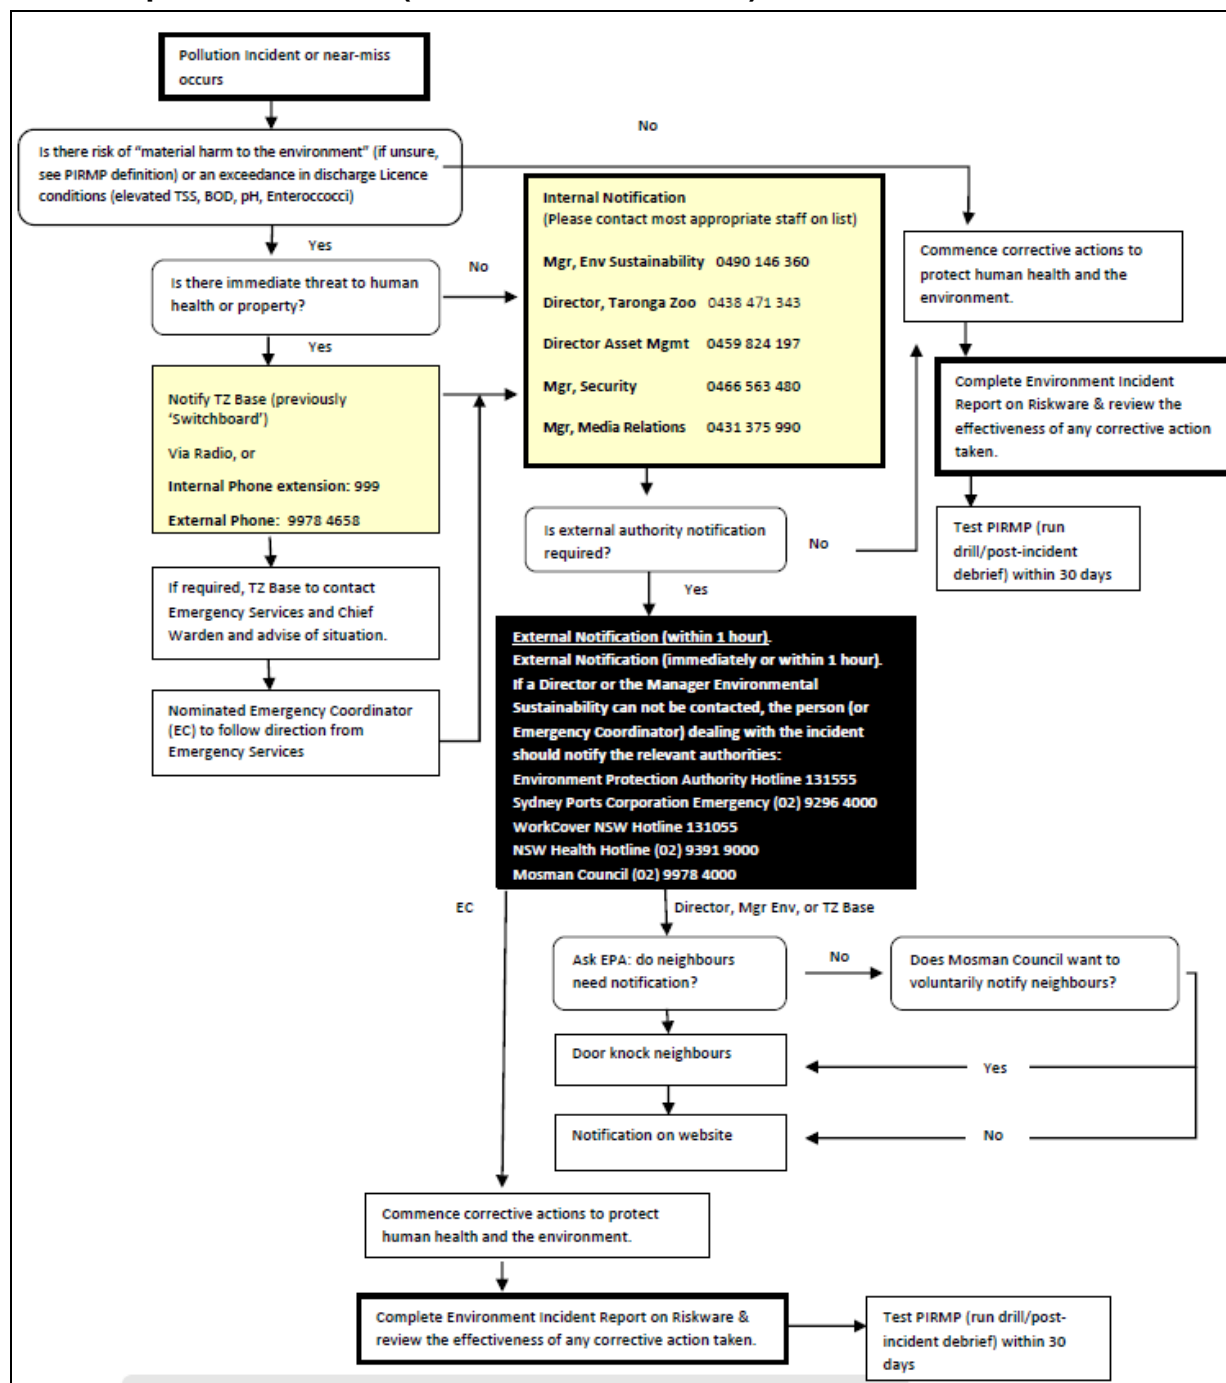 Pollution Incident or near-miss
occurs
No
Is there risk of "material harm to the environment" (if unsure,
see PIRMP definition) or an exceedance in discharge Licence
conditions (elevated TSS, BOD, pH, Enteroccocci)
Yes
Is there immediate threat to human
health or property?
No
Yes
Notify TZ Base (previously
'Switchboard')
Via Radio, or
Internal Phone extension: 999
External Phone: 9978 4658
If required, TZ Base to contact
Emergency Services and Chief
Warden and advise of situation.
Nominated Emergency Coordinator
(EC) to follow direction from
Emergency Services
Internal Notification
(Please contact most appropriate staff on list)
Mgr, Env Sustainability 0490 146 360
Director, Taronga Zoo 0438 471 343
Director Asset Mgmt 0459 824 197
Mgr, Security 0466 563 480
Mgr, Media Relations 0431 375 990
Is external authority notification
required?
No
Yes
Commence corrective actions to
protect human health and the
environment.
Complete Environment Incident
Report on Riskware & review the
effectiveness of any corrective action
taken.
Test PIRMP (run
drill/post-incident
debrief) within 30 days
External Notification (within 1 hour).
External Notification (immediately or within 1 hour).
If a Director or the Manager Environmental
Sustainability can not be contacted, the person (or
Emergency Coordinator) dealing with the incident
should notify the relevant authorities:
Environment Protection Authority Hotline 131555
Sydney Ports Corporation Emergency (02) 9296 4000
WorkCover NSW Hotline 131055
NSW Health Hotline (02) 9391 9000
Mosman Council (02) 9978 4000
EC
Director, Mgr Env, or TZ Base
Ask EPA: do neighbours
need notification?
No
Does Mosman Council want to
voluntarily notify neighbours?
Door knock neighbours
Yes
Notification on website
No
Commence corrective actions to protect
human health and the environment.
Complete Environment Incident Report on Riskware &
review the effectiveness of any corrective action taken.
Test PIRMP (run drill/post-
incident debrief) within 30
days